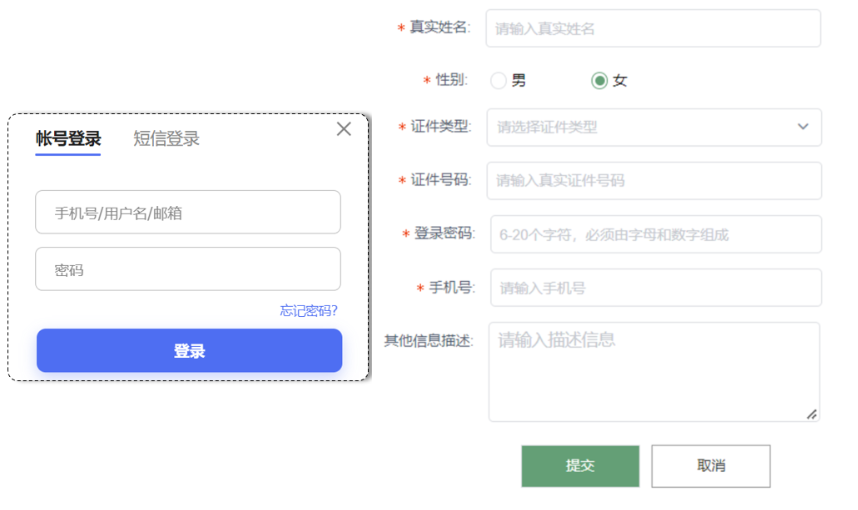 帐号登录 短信登录
手机号/用户名/邮箱
密码
忘记密码?
登录
* 真实姓名: 请输入真实姓名
* 性别: 男 女
* 证件类型: 请选择证件类型
* 证件号码: 请输入真实证件号码
* 登录密码: 6-20个字符，必须由字母和数字组成
* 手机号: 请输入手机号
其他信息描述: 请输入描述信息
提交 取消